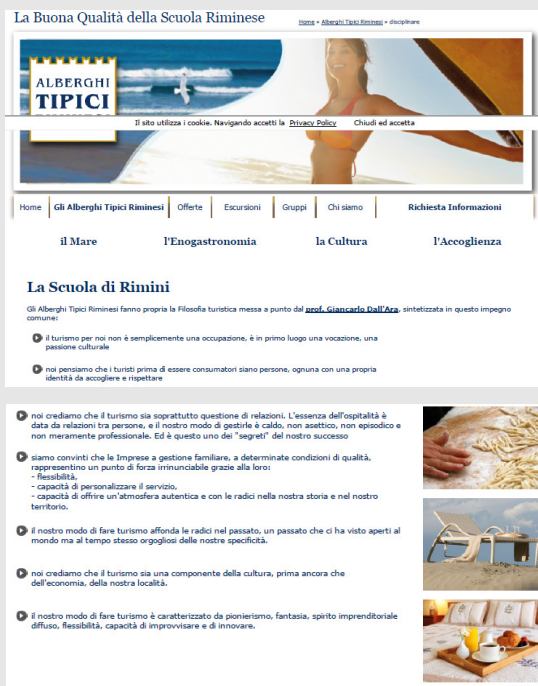 La Buona Qualità della Scuola Riminese
Home » Alberghi Tipici Riminesi » disciplinare
ALBERGHI
TIPICI
Il sito utilizza i cookie. Navigando accetti la Privacy Policy Chiudi ed accetta
Home Gli Alberghi Tipici Riminesi Offerte Escursioni Gruppi Chi siamo Richiesta Informazioni
il Mare l'Enogastronomia la Cultura l'Accoglienza
La Scuola di Rimini
Gli Alberghi Tipici Riminesi fanno propria la Filosofia turistica messa a punto dal prof. Giancarlo Dall'Ara, sintetizzata in questo impegno
comune:
il turismo per noi non è semplicemente una occupazione, è in primo luogo una vocazione, una
passione culturale
noi pensiamo che i turisti prima di essere consumatori siano persone, ognuna con una propria
identità da accogliere e rispettare
noi crediamo che il turismo sia soprattutto questione di relazioni. L'essenza dell'ospitalità è
data da relazioni tra persone, e il nostro modo di gestirle è caldo, non asettico, non episodico e
non meramente professionale. Ed è questo uno dei "segreti" del nostro successo
siamo convinti che le Imprese a gestione familiare, a determinate condizioni di qualità,
rappresentino un punto di forza irrinunciabile grazie alla loro:
- flessibilità,
- capacità di personalizzare il servizio,
- capacità di offrire un'atmosfera autentica e con le radici nella nostra storia e nel nostro
territorio.
il nostro modo di fare turismo affonda le radici nel passato, un passato che ci ha visto aperti al
mondo ma al tempo stesso orgogliosi delle nostre specificità.
noi crediamo che il turismo sia una componente della cultura, prima ancora che
dell'economia, della nostra località.
il nostro modo di fare turismo è caratterizzato da pionierismo, fantasia, spirito imprenditoriale
diffuso, flessibilità, capacità di improvvisare e di innovare.